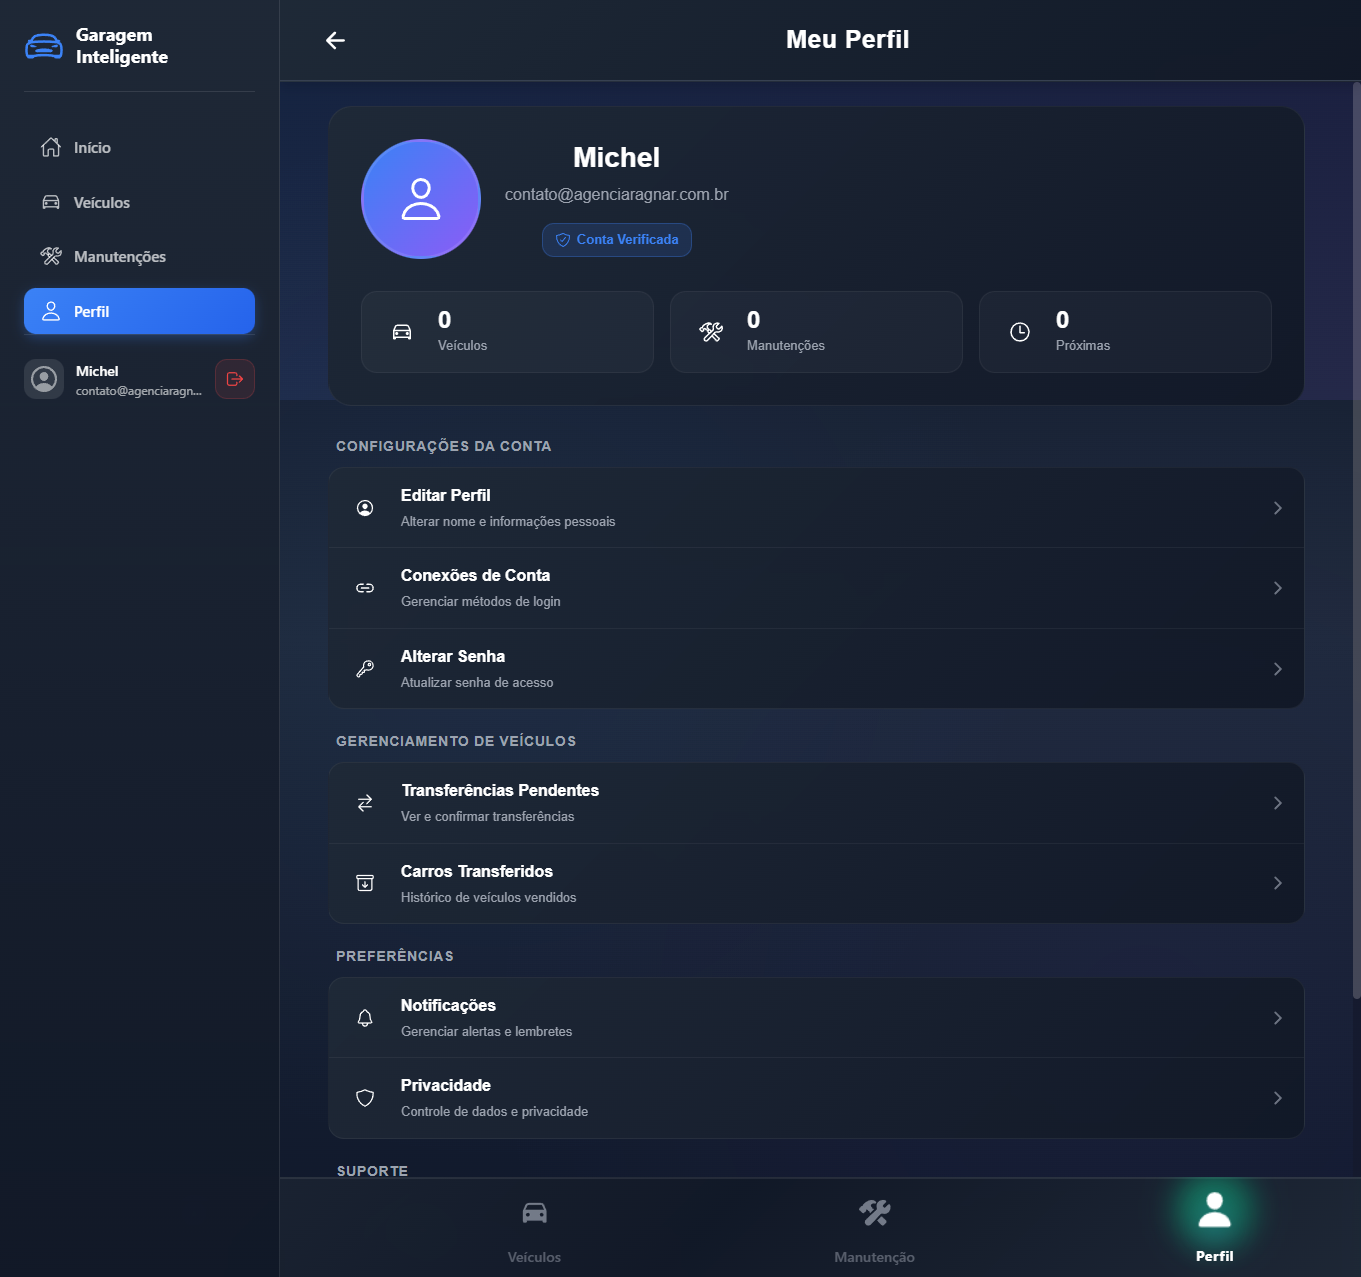 Garagem
Inteligente
Início
Veículos
Manutenções
Perfil
Michel
contato@agenciaragn...
Meu Perfil
Michel
contato@agenciaragnar.com.br
Conta Verificada
0
Veículos
0
Manutenções
0
Próximas
CONFIGURAÇÕES DA CONTA
Editar Perfil
Alterar nome e informações pessoais
Conexões de Conta
Gerenciar métodos de login
Alterar Senha
Atualizar senha de acesso
GERENCIAMENTO DE VEÍCULOS
Transferências Pendentes
Ver e confirmar transferências
Carros Transferidos
Histórico de veículos vendidos
PREFERÊNCIAS
Notificações
Gerenciar alertas e lembretes
Privacidade
Controle de dados e privacidade
SUPORTE
Veículos
Manutenção
Perfil